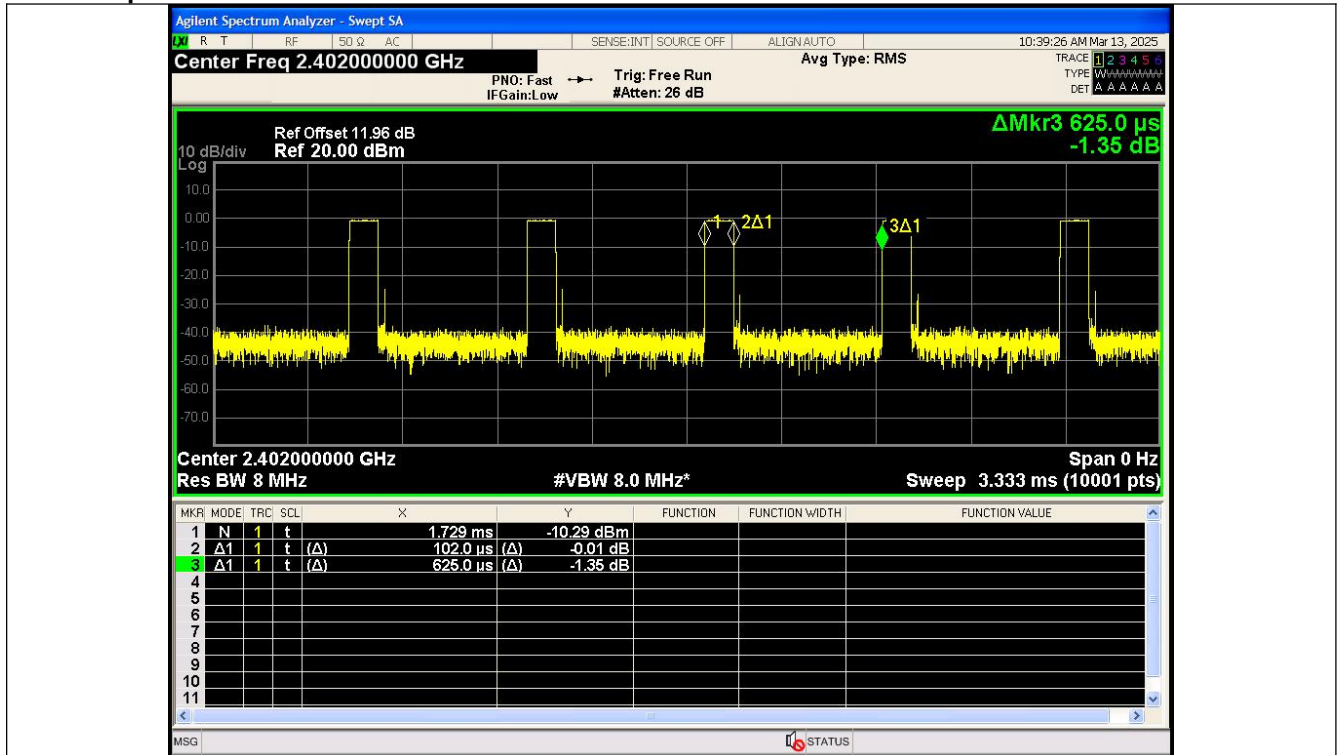 Agilent Spectrum Analyzer - Swept SA
LXI R T RF 50 Ω AC SENSE:INT SOURCE OFF ALIGN AUTO 10:39:26 AM Mar 13, 2025
Center Freq 2.402000000 GHz Avg Type: RMS TRACE 1 2 3 4 5 6
PNO: Fast Trig: Free Run TYPE WWWWWW
IFGain:Low #Atten: 26 dB DET A A A A A A
ΔMkr3 625.0 µs
Ref Offset 11.96 dB
10 dB/div Ref 20.00 dBm -1.35 dB
Log
10.0
0.00
1 2Δ1 3Δ1
-10.0
-20.0
-30.0
-40.0
-50.0
-60.0
-70.0
Center 2.402000000 GHz Span 0 Hz
Res BW 8 MHz #VBW 8.0 MHz* Sweep 3.333 ms (10001 pts)
MKR MODE TRC SCL X Y FUNCTION FUNCTION WIDTH FUNCTION VALUE
1 N 1 t 1.729 ms -10.29 dBm
2 Δ1 1 t (Δ) 102.0 µs (Δ) -0.01 dB
3 Δ1 1 t (Δ) 625.0 µs (Δ) -1.35 dB
4
5
6
7
8
9
10
11
MSG STATUS